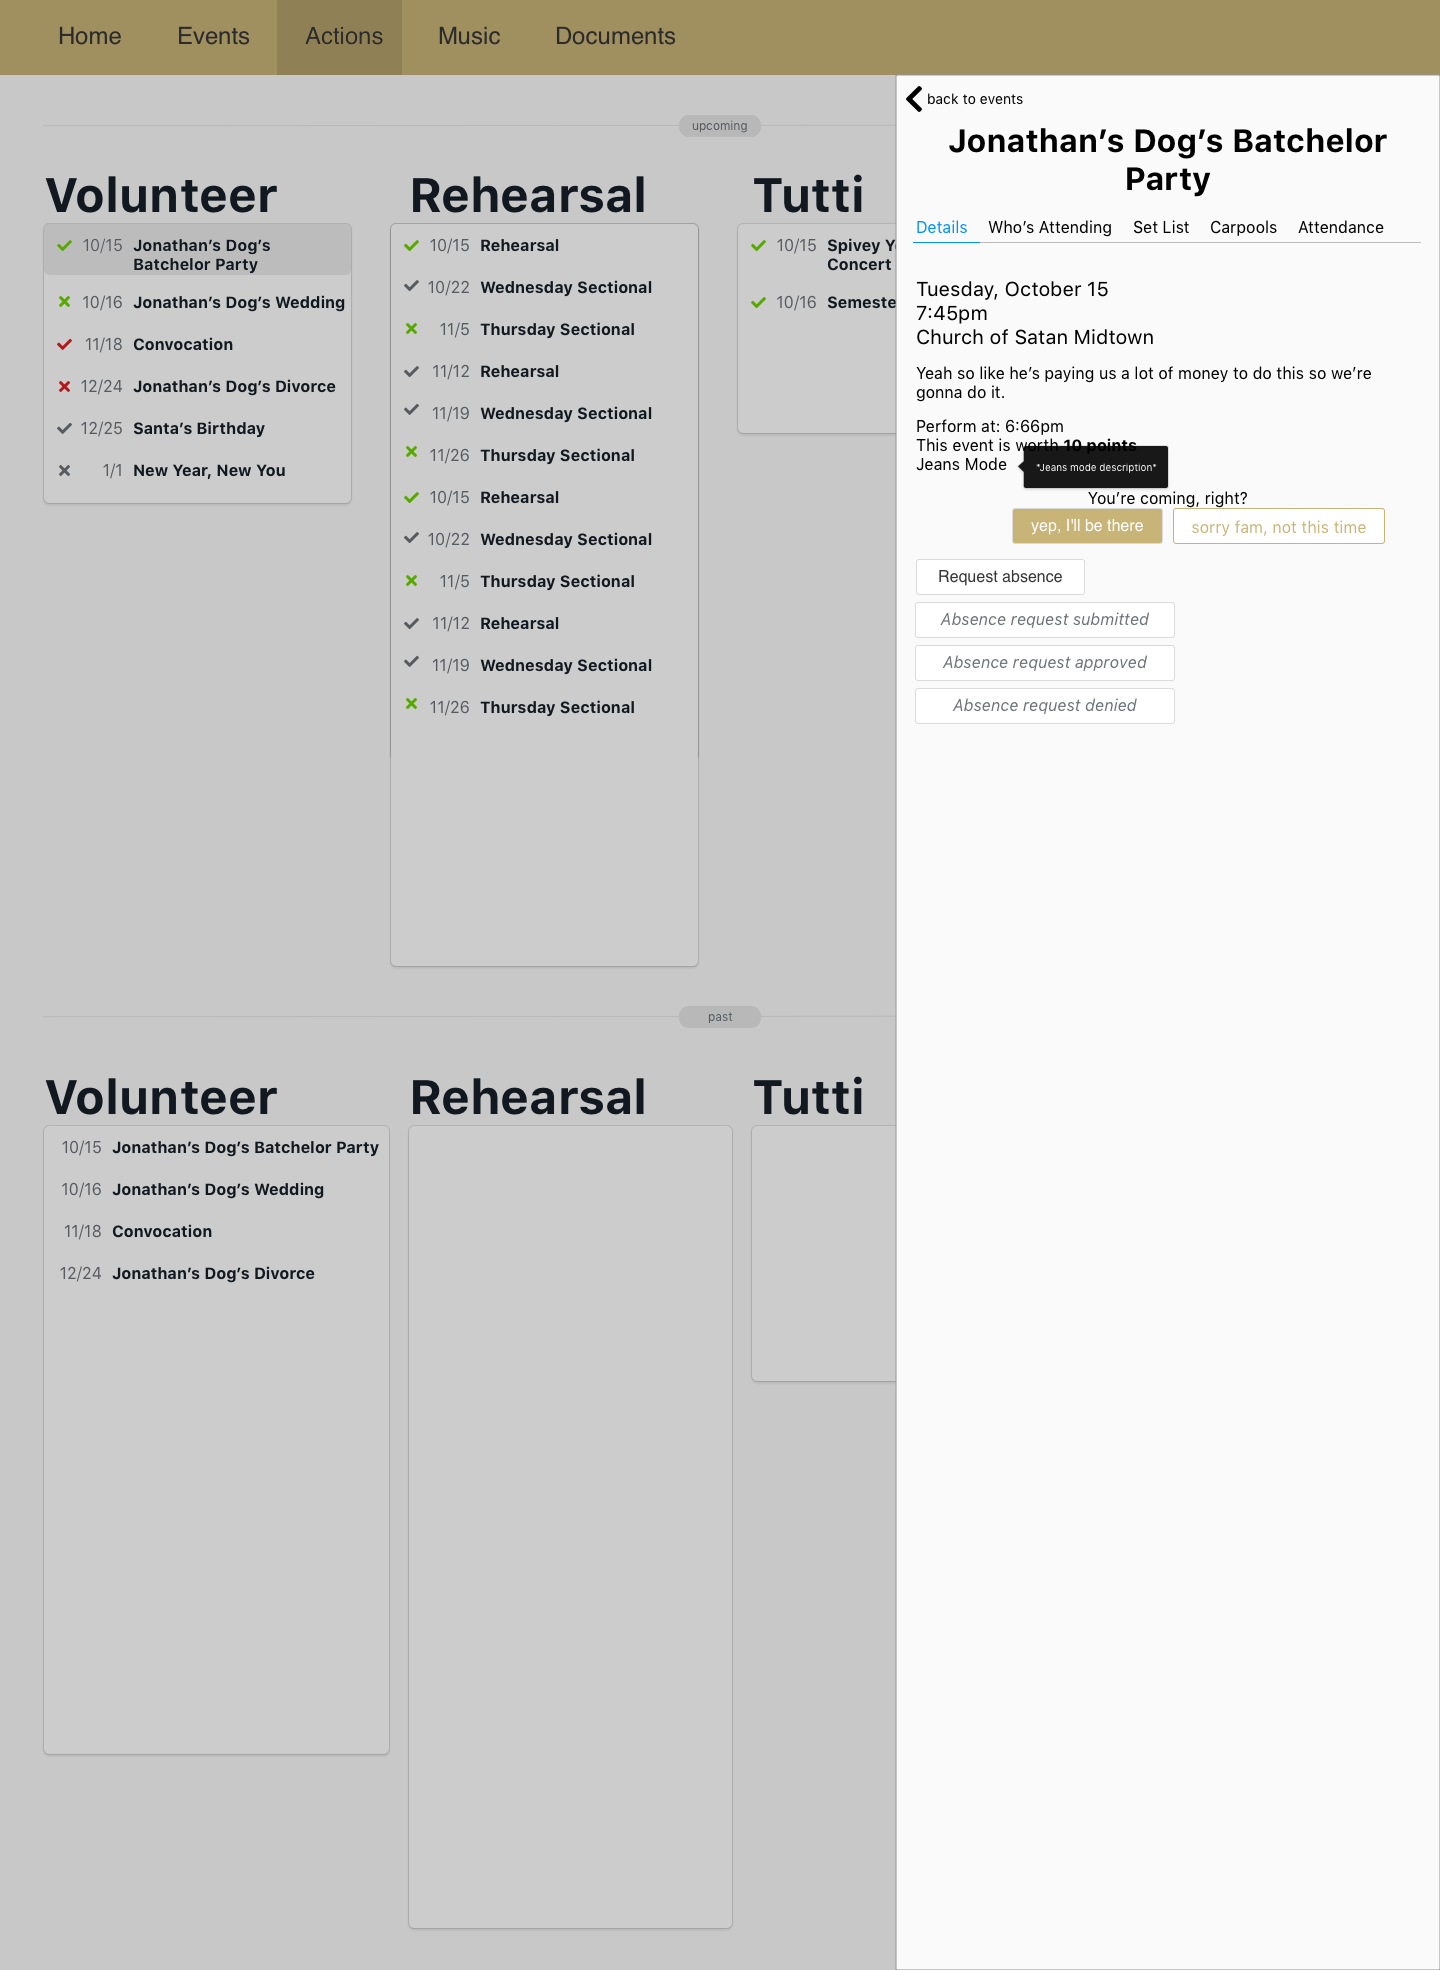 Home Events Actions Music Documents
upcoming
Volunteer
10/15 Jonathan’s Dog’s
Batchelor Party
10/16 Jonathan’s Dog’s Wedding
11/18 Convocation
12/24 Jonathan’s Dog’s Divorce
12/25 Santa’s Birthday
1/1 New Year, New You
Rehearsal
10/15 Rehearsal
10/22 Wednesday Sectional
11/5 Thursday Sectional
11/12 Rehearsal
11/19 Wednesday Sectional
11/26 Thursday Sectional
10/15 Rehearsal
10/22 Wednesday Sectional
11/5 Thursday Sectional
11/12 Rehearsal
11/19 Wednesday Sectional
11/26 Thursday Sectional
Tutti
10/15 Spivey
Concert
10/16
past
Volunteer
10/15 Jonathan’s Dog’s Batchelor Party
10/16 Jonathan’s Dog’s Wedding
11/18 Convocation
12/24 Jonathan’s Dog’s Divorce
Rehearsal
Tutti
back to events
Jonathan’s Dog’s Batchelor
Party
Details Who’s Attending Set List Carpools Attendance
Tuesday, October 15
7:45pm
Church of Satan Midtown
Yeah so like he’s paying us a lot of money to do this so we’re
gonna do it.
Perform at: 6:66pm
This event is worth 10 points
Jeans Mode
*Jeans mode description*
You’re coming, right?
yep, I'll be there
sorry fam, not this time
Request absence
Absence request submitted
Absence request approved
Absence request denied